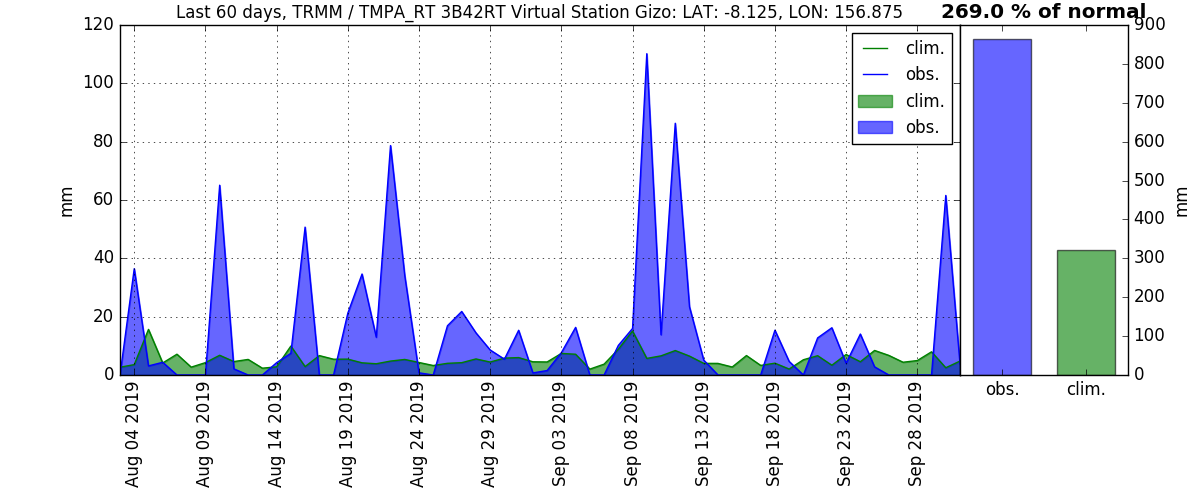 Last 60 days, TRMM / TMPA_RT 3B42RT Virtual Station Gizo: LAT: -8.125, LON: 156.875
269.0 % of normal
120
100
80
60
40
20
0
mm
clim.
obs.
clim.
obs.
900
800
700
600
500
400
300
200
100
0
mm
Aug 04 2019
Aug 09 2019
Aug 14 2019
Aug 19 2019
Aug 24 2019
Aug 29 2019
Sep 03 2019
Sep 08 2019
Sep 13 2019
Sep 18 2019
Sep 23 2019
Sep 28 2019
obs.
clim.